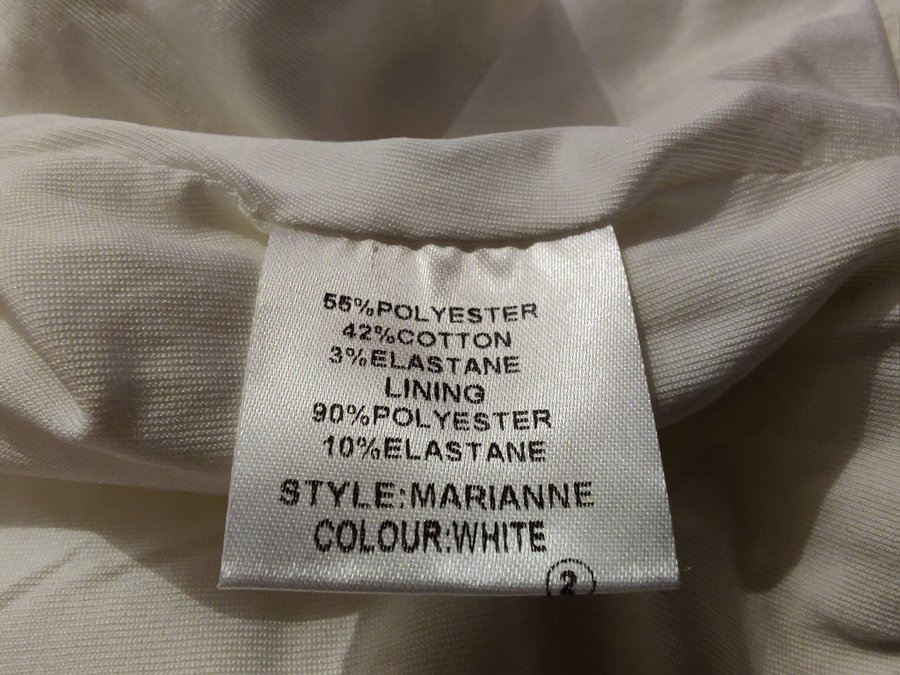 55%POLYESTER
42%COTTON
3%ELASTANE
LINING
90%POLYESTER
10%ELASTANE
STYLE:MARIANNE
COLOUR:WHITE
2